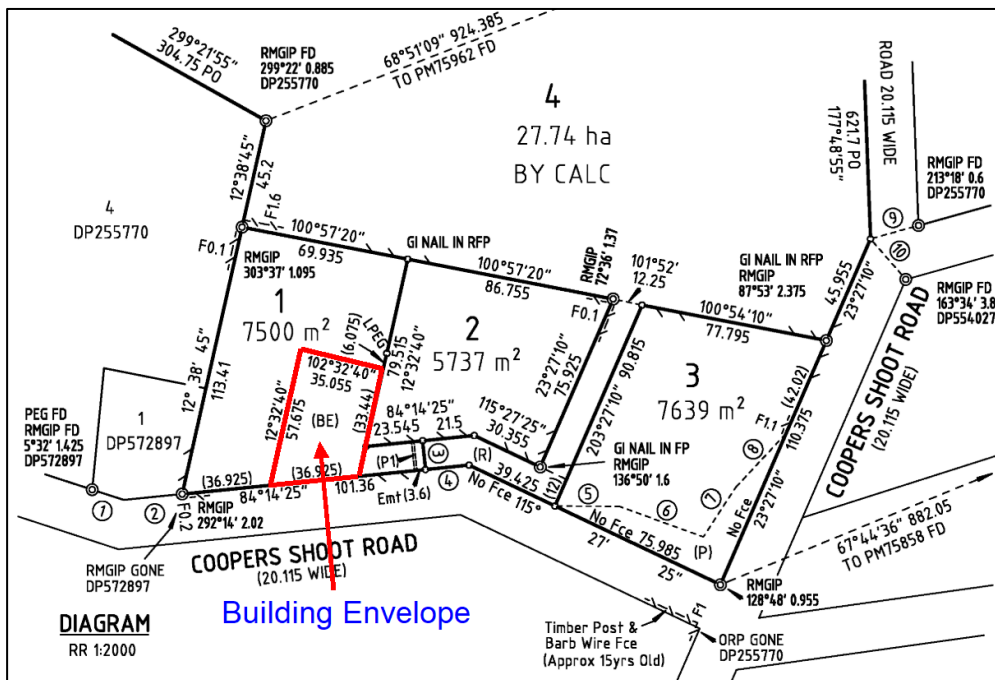 299°21'55"
304.75 PO
RMGIP FD
299°22' 0.885
DP255770
68°51'09" 924.385
TO PM75962 FD
4
27.74 ha
BY CALC
ROAD 20.115 WIDE
621.7 PO
177°48'55"
RMGIP FD
213°18' 0.6
DP255770
9
10
RMGIP FD
163°34' 3.8
DP554027
12°38'45"
45.2
F1.6
F0.1
4
DP255770
RMGIP
303°37' 1.095
100°57'20"
69.935
GI NAIL IN RFP
100°57'20"
86.755
RMGIP
72°36' 1.37
F0.1
101°52'
12.25
GI NAIL IN RFP
RMGIP
87°53' 2.375
100°54'10"
77.795
45.955
23°27'10"
1
7500 m²
(6.075)
LPEG
79.515
12°32'40"
2
5737 m²
23°27'10"
75.925
90.815
203°27'10"
3
7639 m²
(42.02)
110.375
F1.1
23°27'10"
No Fce
COOPERS SHOOT ROAD
(20.115 WIDE)
12° ,38' 45"
113.41
102°32'40"
35.055
12°32'40"
57.675
(BE)
(33.44)
84°14'25"
23.545
21.5
115°27'25"
30.355
(R)
(P1)
3
4
Emt (3.6)
39.425
(12)
No Fce 115°
27'
25"
No Fce 75.985
GI NAIL IN FP
RMGIP
136°50' 1.6
5
6
7
8
(P)
PEG FD
5°32' 1.425
DP572897
1
DP572897
1
2
F0.2
(36.925)
84°14'25"
(36.925)
101.36
RMGIP
292°14' 2.02
RMGIP GONE
DP572897
COOPERS SHOOT ROAD
(20.115 WIDE)
Building Envelope
DIAGRAM
RR 1:2000
Timber Post &
Barb Wire Fce
(Approx 15yrs Old)
F1
ORP GONE
DP255770
RMGIP
128°48' 0.955
67°44'36" 882.05
TO PM75858 FD